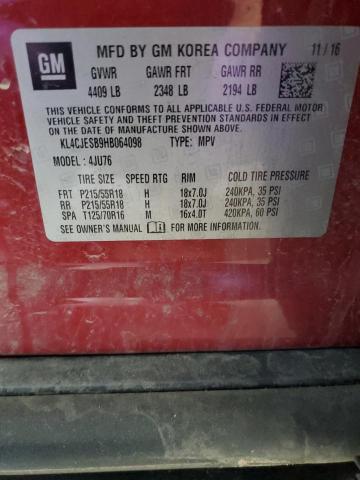 GM
MFD BY GM KOREA COMPANY 11/16
GVWR GAWR FRT GAWR RR
4409 LB 2348 LB 2194 LB
THIS VEHICLE CONFORMS TO ALL APPLICABLE U.S. FEDERAL MOTOR
VEHICLE SAFETY, BUMPER, AND THEFT PREVENTION STANDARDS IN EFFECT
ON THE DATE OF MANUFACTURE SHOWN ABOVE.
KL4CJESB9HB064098 TYPE: MPV
MODEL: 4JU76
TIRE SIZE SPEED RTG RIM COLD TIRE PRESSURE
FRT P215/55R18 H 18x7.0J 240KPA, 35 PSI
RR P215/55R18 H 18x7.0J 240KPA, 35 PSI
SPA T125/70R16 M 16x4.0T 420KPA, 60 PSI
SEE OWNER'S MANUAL OR i FOR MORE INFORMATION.